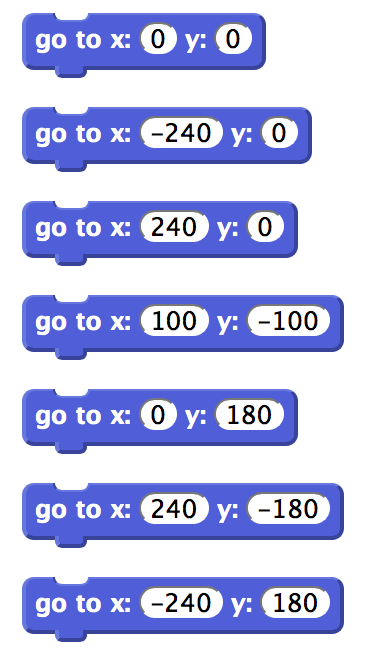 go to x: 0 y: 0
go to x: -240 y: 0
go to x: 240 y: 0
go to x: 100 y: -100
go to x: 0 y: 180
go to x: 240 y: -180
go to x: -240 y: 180